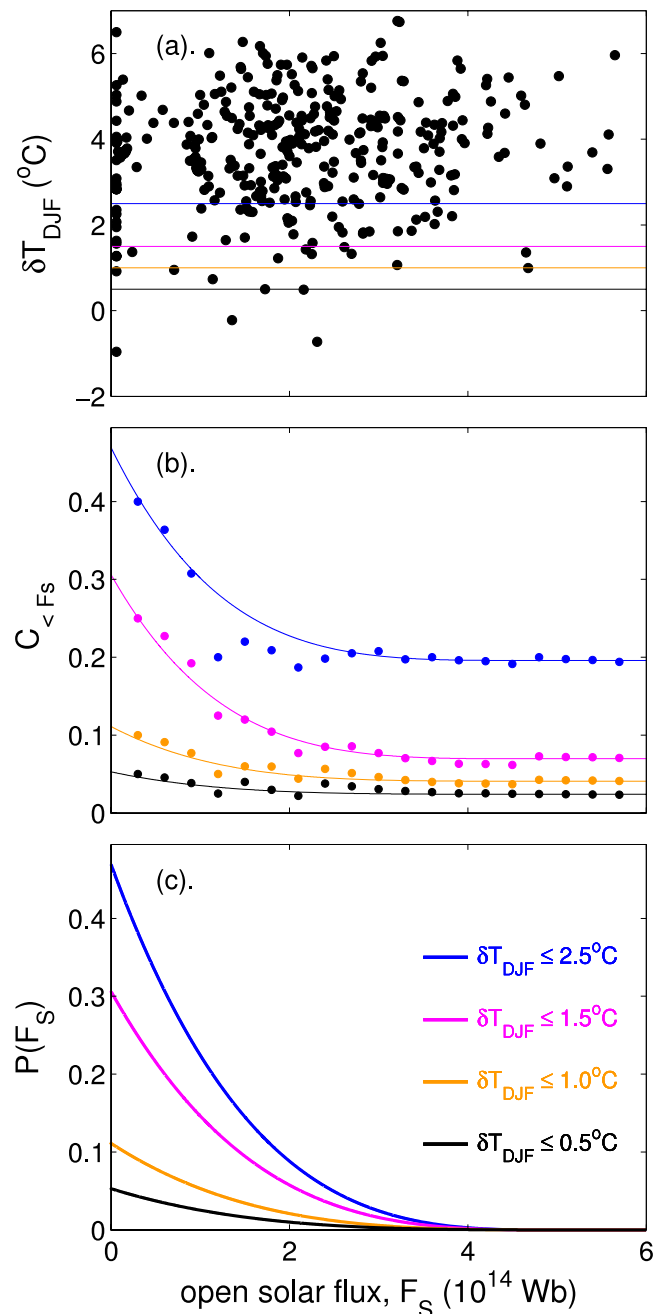 (a).
6
4
2
0
−2
δT_DJF (°C)
(b).
0.4
0.3
0.2
0.1
0
C_<Fs
(c).
0.4
0.3
0.2
0.1
0
P(F_S)
δT_DJF ≤ 2.5°C
δT_DJF ≤ 1.5°C
δT_DJF ≤ 1.0°C
δT_DJF ≤ 0.5°C
0 2 4 6
open solar flux, F_S (10^14 Wb)